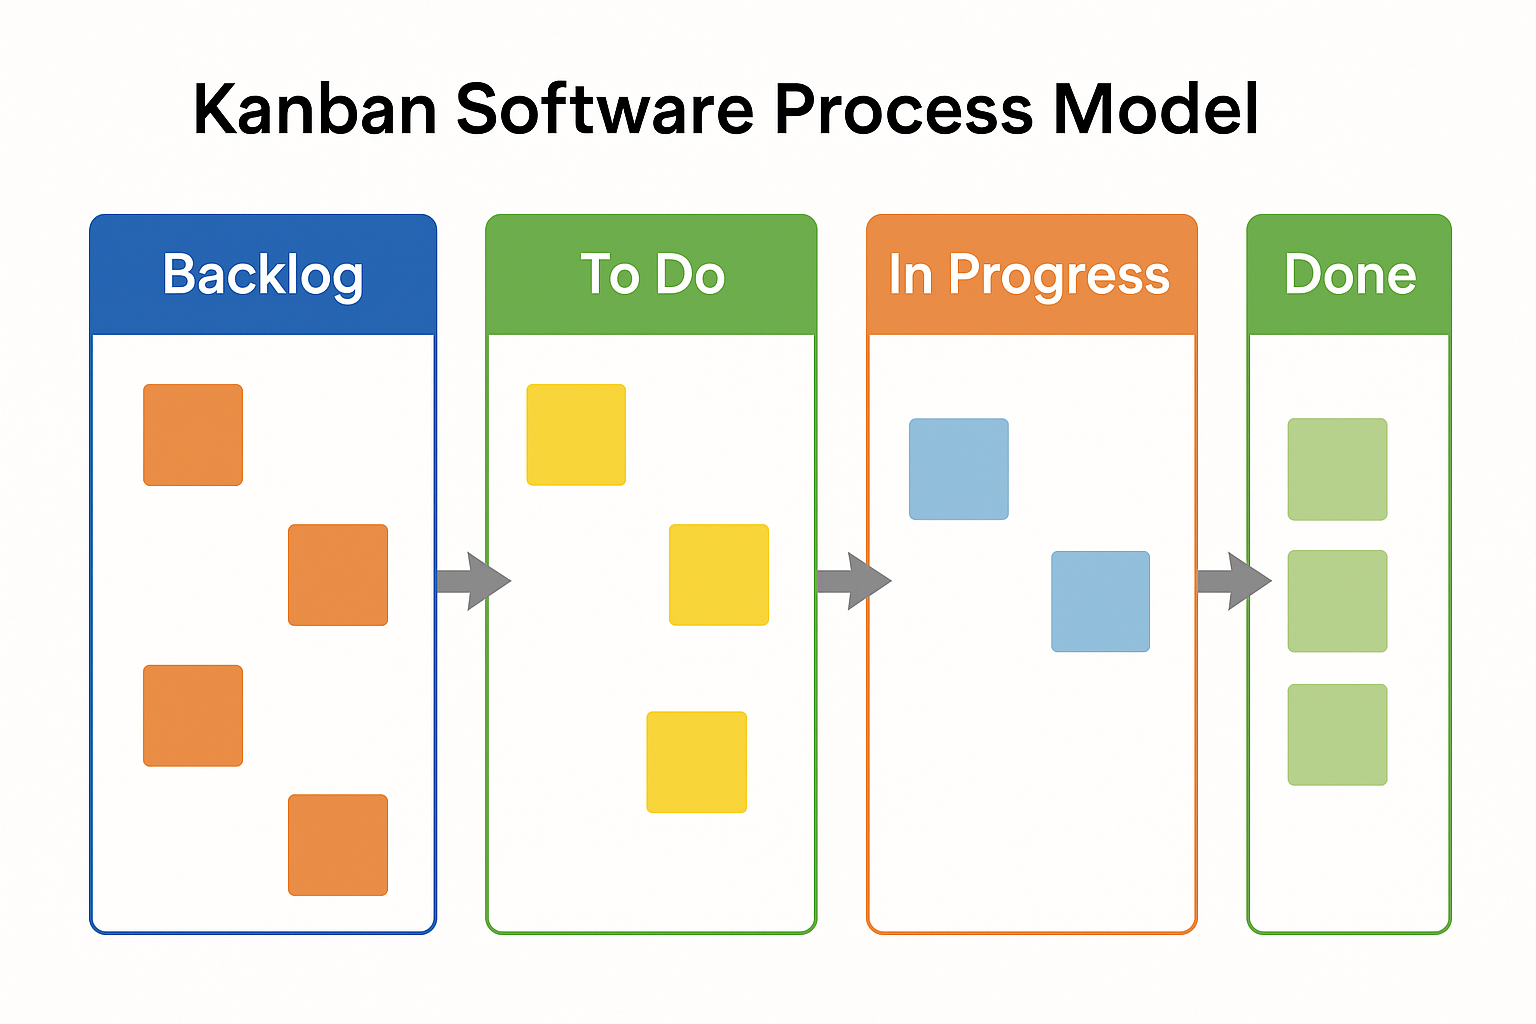 Kanban Software Process Model
Backlog
To Do
In Progress
Done